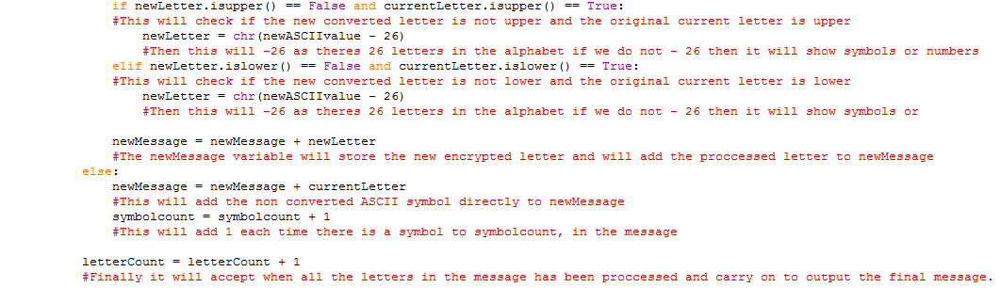 if newLetter.isupper() == False and currentLetter.isupper() == True:
#This will check if the new converted letter is not upper and the original current letter is upper
newLetter = chr(newASCIIvalue - 26)
#Then this will -26 as theres 26 letters in the alphabet if we do not - 26 then it will show symbols or numbers
elif newLetter.islower() == False and currentLetter.islower() == True:
#This will check if the new converted letter is not lower and the original current letter is lower
newLetter = chr(newASCIIvalue - 26)
#Then this will -26 as theres 26 letters in the alphabet if we do not - 26 then it will show symbols or
newMessage = newMessage + newLetter
#The newMessage variable will store the new encrypted letter and will add the proccessed letter to newMessage
else:
newMessage = newMessage + currentLetter
#This will add the non converted ASCII symbol directly to newMessage
symbolcount = symbolcount + 1
#This will add 1 each time there is a symbol to symbolcount, in the message
letterCount = letterCount + 1
#Finally it will accept when all the letters in the message has been proccessed and carry on to output the final message.